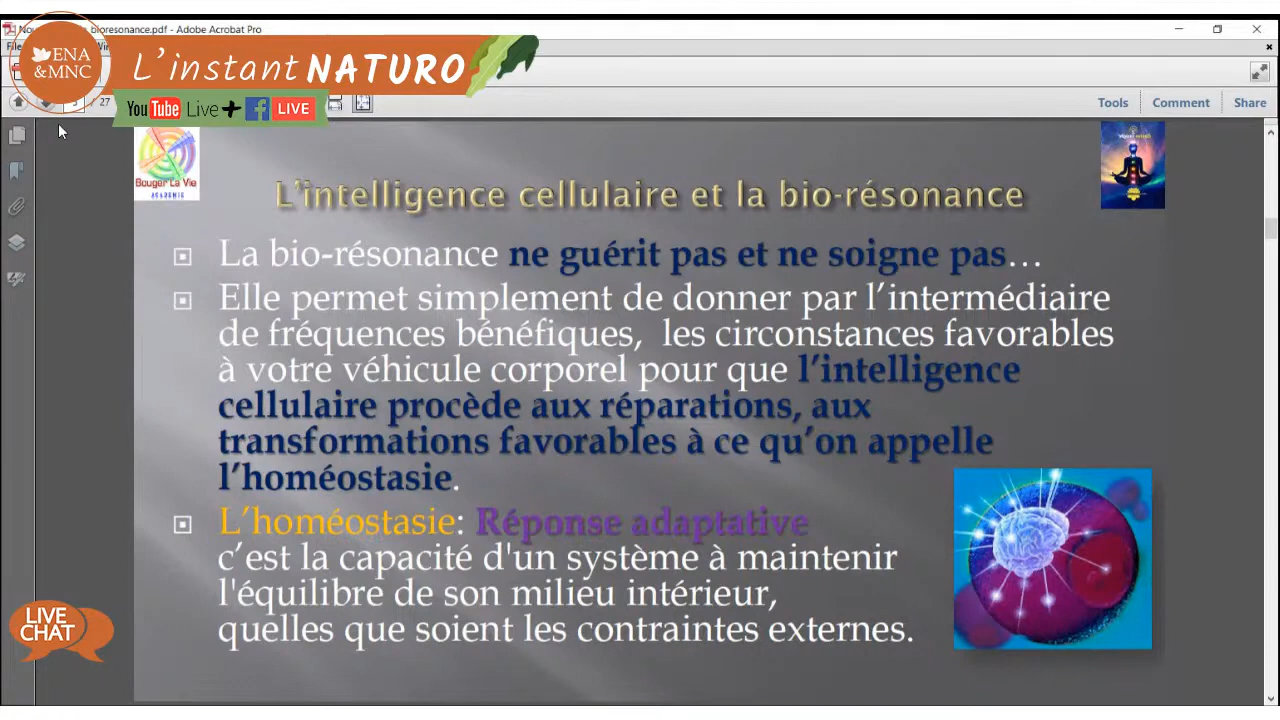 bioresonance.pdf - Adobe Acrobat Pro
ENA
&MNC
L'instant NATURO
YouTube Live+ f LIVE
/ 27
Tools
Comment
Share
Bouger La Vie
ACADEMIE
L'intelligence cellulaire et la bio-résonance
La bio-résonance ne guérit pas et ne soigne pas…
Elle permet simplement de donner par l'intermédiaire
de fréquences bénéfiques, les circonstances favorables
à votre véhicule corporel pour que l'intelligence
cellulaire procède aux réparations, aux
transformations favorables à ce qu'on appelle
l'homéostasie.
L'homéostasie: Réponse adaptative
c'est la capacité d'un système à maintenir
l'équilibre de son milieu intérieur,
quelles que soient les contraintes externes.
LIVE
CHAT